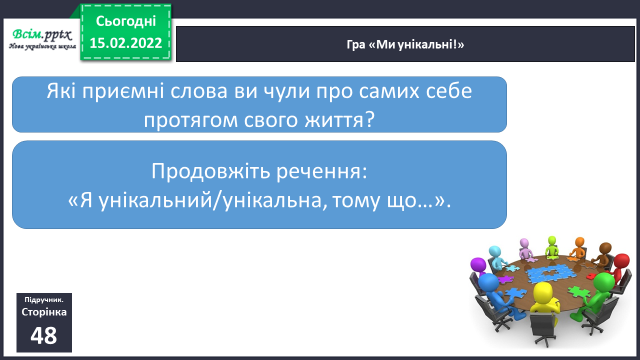 Всім.pptx
Нова українська школа
Сьогодні
15.02.2022
Гра «Ми унікальні!»
Які приємні слова ви чули про самих себе
протягом свого життя?
Продовжіть речення:
«Я унікальний/унікальна, тому що…».
Підручник.
Сторінка
48